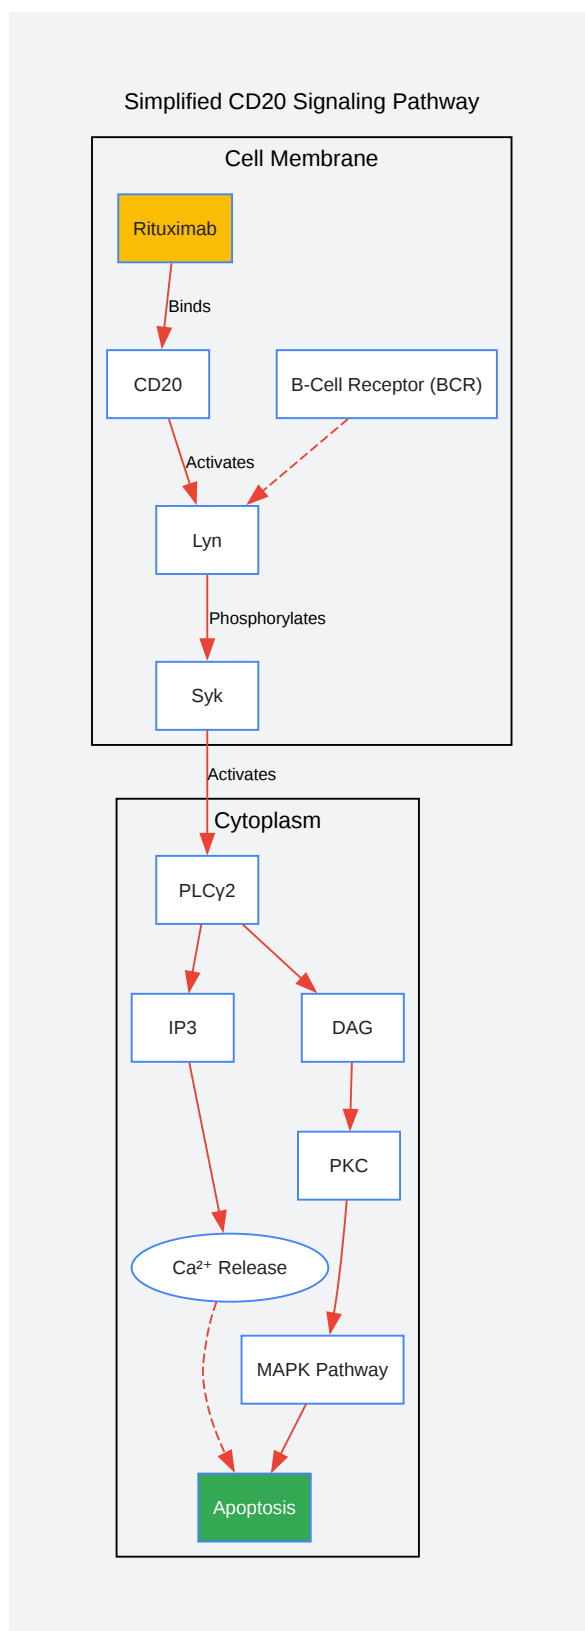 Simplified CD20 Signaling Pathway
Cell Membrane
Rituximab
Binds
CD20
B-Cell Receptor (BCR)
Activates
Lyn
Phosphorylates
Syk
Activates
Cytoplasm
PLCγ2
IP3
DAG
PKC
Ca²⁺ Release
MAPK Pathway
Apoptosis